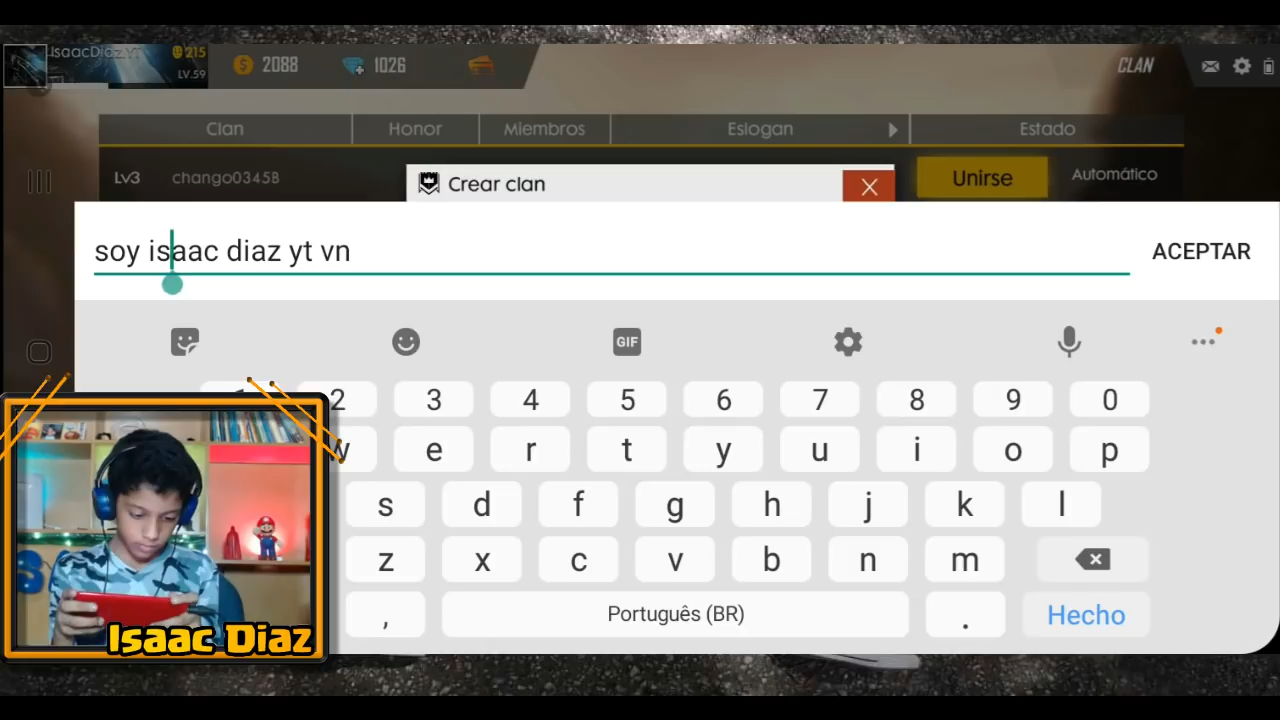 IsaacDiaz.YT
215
LV.59
2088
1026
CLAN
Clan
Honor
Miembros
Eslogan
Estado
Lv3
chango0345B
Crear clan
Unirse
Automático
soy isaac diaz yt vn
ACEPTAR
GIF
2 3 4 5 6 7 8 9 0
w e r t y u i o p
s d f g h j k l
z x c v b n m
, Português (BR) . Hecho
Isaac Diaz